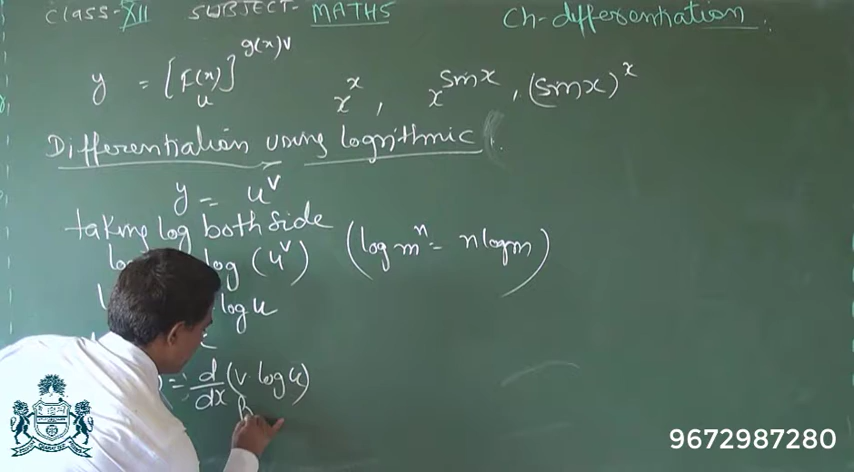 Class-XII SUBJECT- MATHS Ch-differentiation.
y = [f(x)]^g(x)v
u
x^x, x^sinx, (sinx)^x
Differentiation using logrithmic
y = u^v
taking log both side (log m^n = n log m)
log (u^v)
log u
= d/dx (v log u)
9672987280